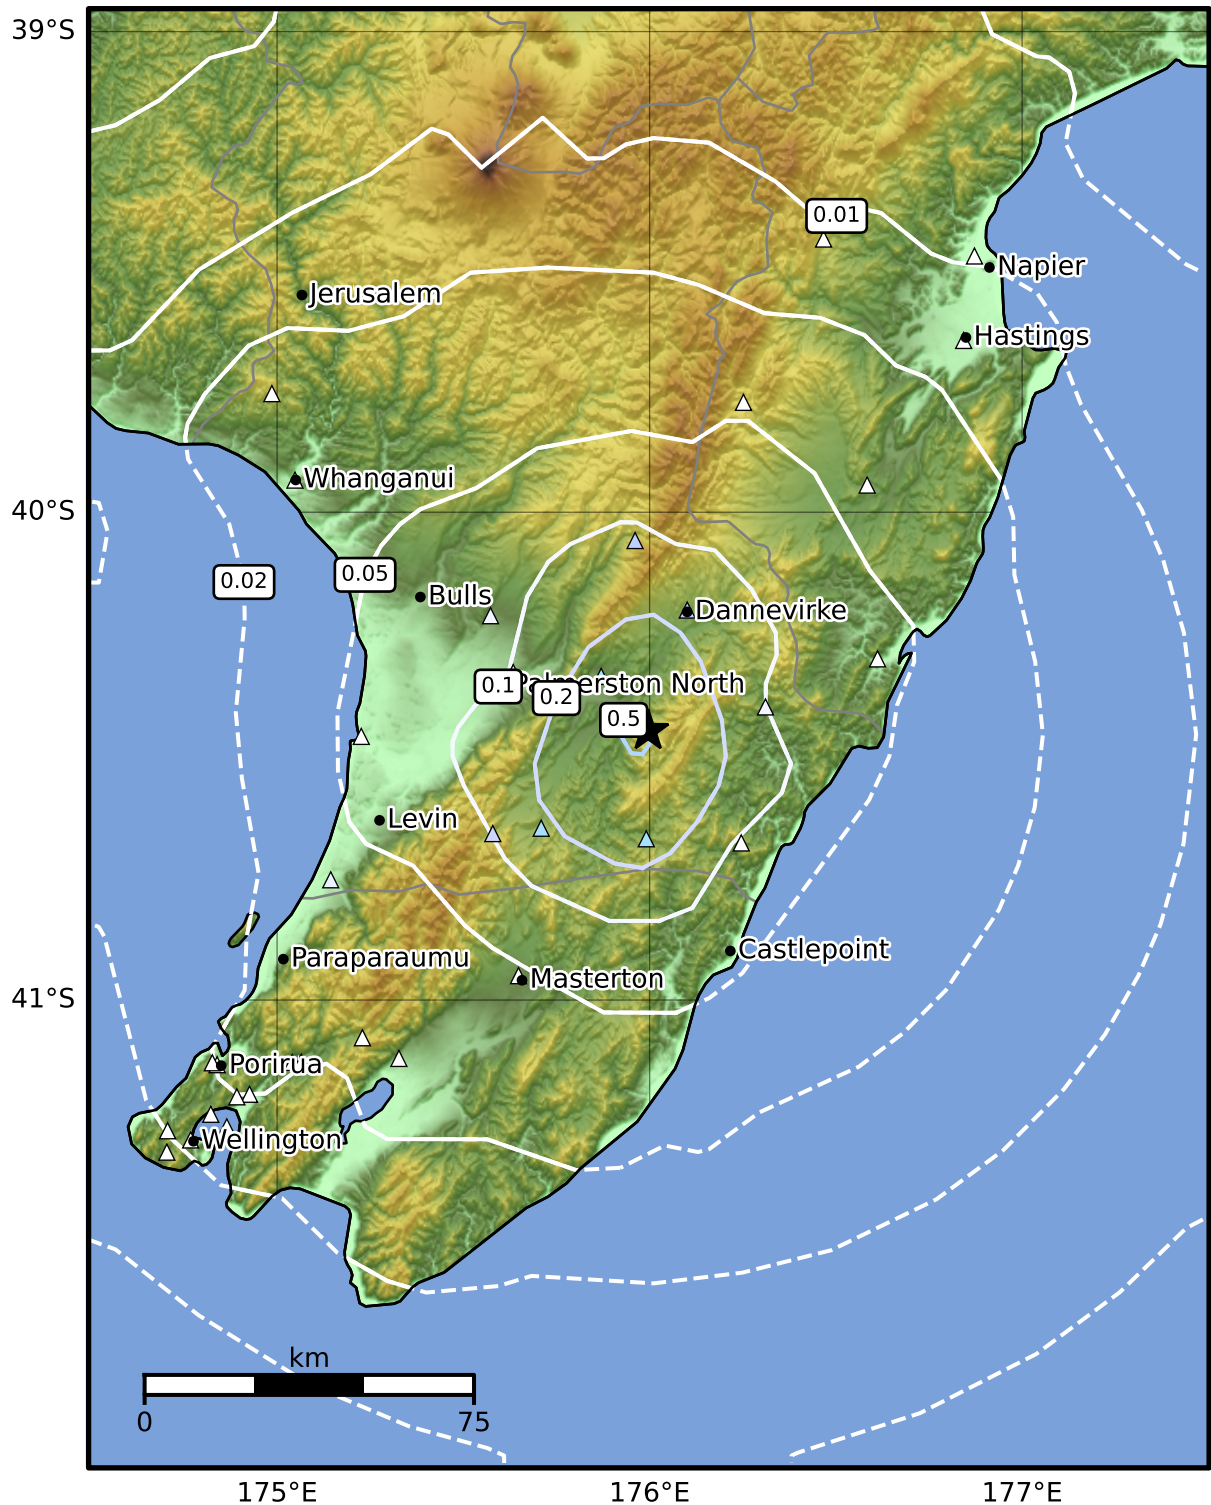 39°S
0.01
Napier
Jerusalem
Hastings
Whanganui
40°S
0.02
0.05
Bulls
Dannevirke
Palmerston North
0.1
0.2
0.5
Levin
Castlepoint
Paraparaumu
Masterton
41°S
Porirua
Wellington
km
0 75
175°E 176°E 177°E